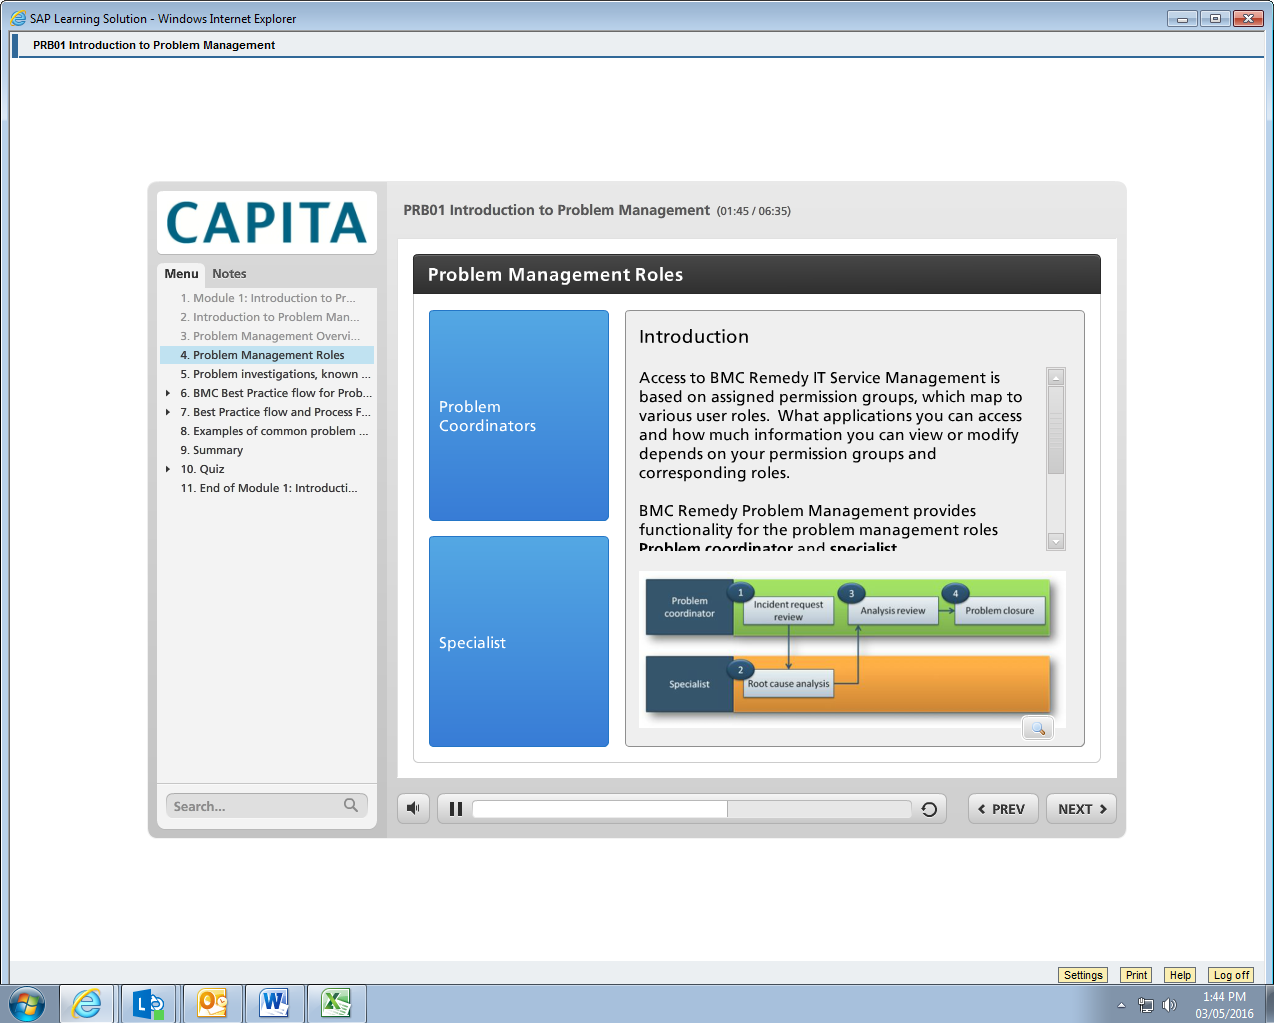 SAP Learning Solution - Windows Internet Explorer
PRB01 Introduction to Problem Management
CAPITA
PRB01 Introduction to Problem Management (01:45 / 06:35)
Menu Notes
1. Module 1: Introduction to Pr...
2. Introduction to Problem Man...
3. Problem Management Overvi...
4. Problem Management Roles
5. Problem investigations, known ...
6. BMC Best Practice flow for Prob...
7. Best Practice flow and Process F...
8. Examples of common problem ...
9. Summary
10. Quiz
11. End of Module 1: Introducti...
Search...
Problem Management Roles
Problem
Coordinators
Specialist
Introduction
Access to BMC Remedy IT Service Management is
based on assigned permission groups, which map to
various user roles.  What applications you can access
and how much information you can view or modify
depends on your permission groups and
corresponding roles.
BMC Remedy Problem Management provides
functionality for the problem management roles
Problem coordinator and specialist
Problem
coordinator
1
Incident request
review
3
Analysis review
4
Problem closure
Specialist
2
Root cause analysis
PREV
NEXT
Settings
Print
Help
Log off
1:44 PM
03/05/2016